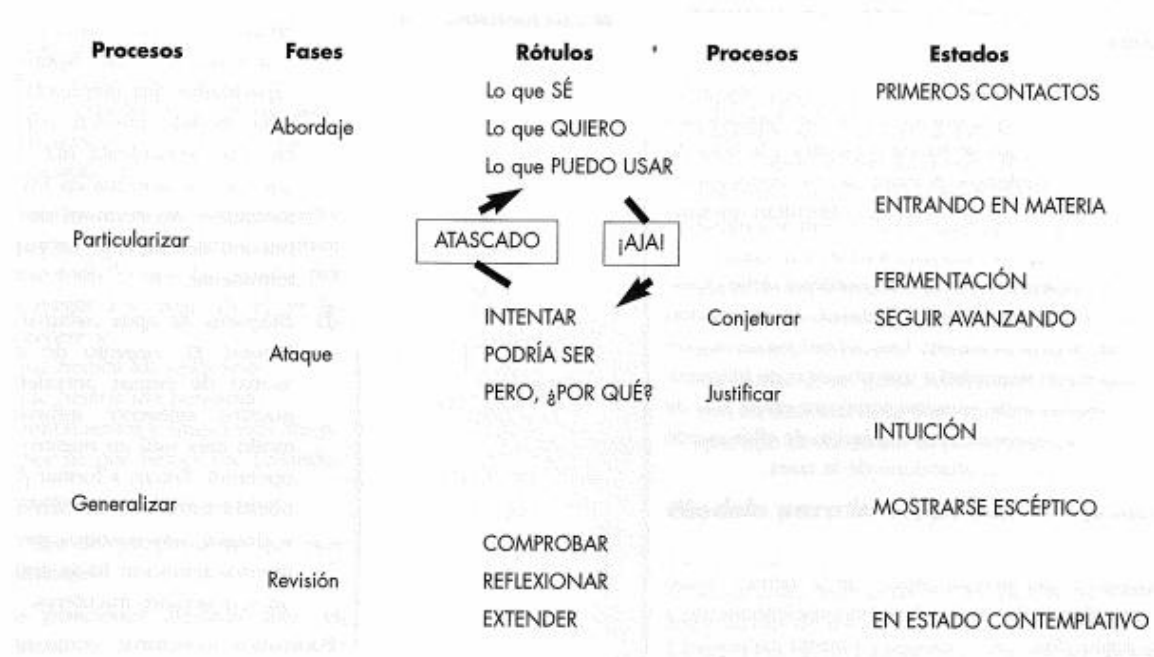 Procesos Fases Rótulos Procesos Estados
Lo que SÉ PRIMEROS CONTACTOS
Abordaje Lo que QUIERO
Lo que PUEDO USAR
ENTRANDO EN MATERIA
Particularizar ATASCADO ¡AJA!
FERMENTACIÓN
INTENTAR Conjeturar SEGUIR AVANZANDO
Ataque PODRÍA SER
PERO, ¿POR QUÉ? Justificar
INTUICIÓN
Generalizar MOSTRARSE ESCÉPTICO
COMPROBAR
Revisión REFLEXIONAR
EXTENDER EN ESTADO CONTEMPLATIVO